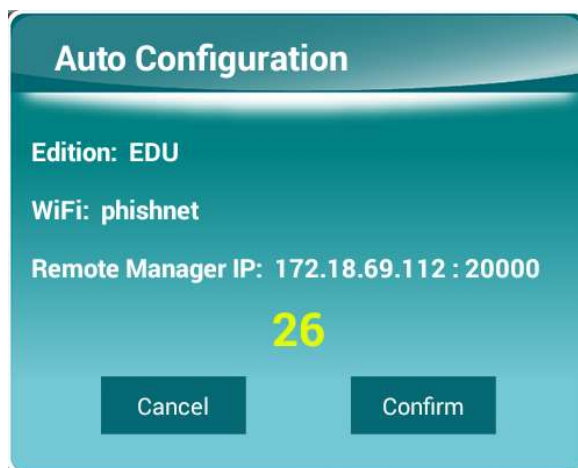 Auto Configuration
Edition: EDU
WiFi: phishnet
Remote Manager IP: 172.18.69.112 : 20000
26
Cancel Confirm